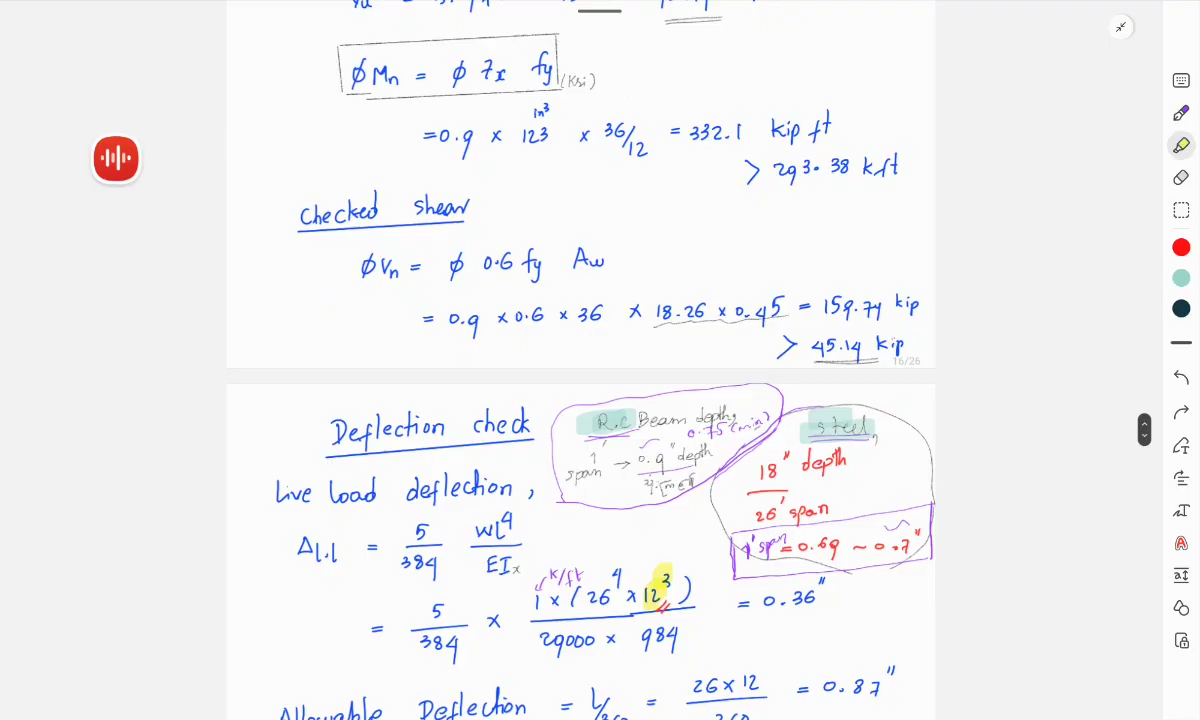 φMn = φ Zx fy (Ksi)
= 0.9 × 123 in³ × 36/12 = 332.1 kip ft
> 293.38 k ft
Checked shear
φVn = φ 0.6 fy Aw
= 0.9 × 0.6 × 36 × 18.26 × 0.45 = 159.74 kip
> 45.14 kip
16/26
Deflection check
R.C Beam depth,
0.75 (min)
1' span → 0.9" depth
steel,
18" depth
26' span
1' span = 0.69 ~ 0.7"
Live load deflection,
ΔL.L = 5/384 WL⁴/EIx
k/ft
= 5/384 × 1 × (26⁴ × 12³)/29000 × 984 = 0.36"
Allowable Deflection = L/360 = 26 × 12/360 = 0.87"